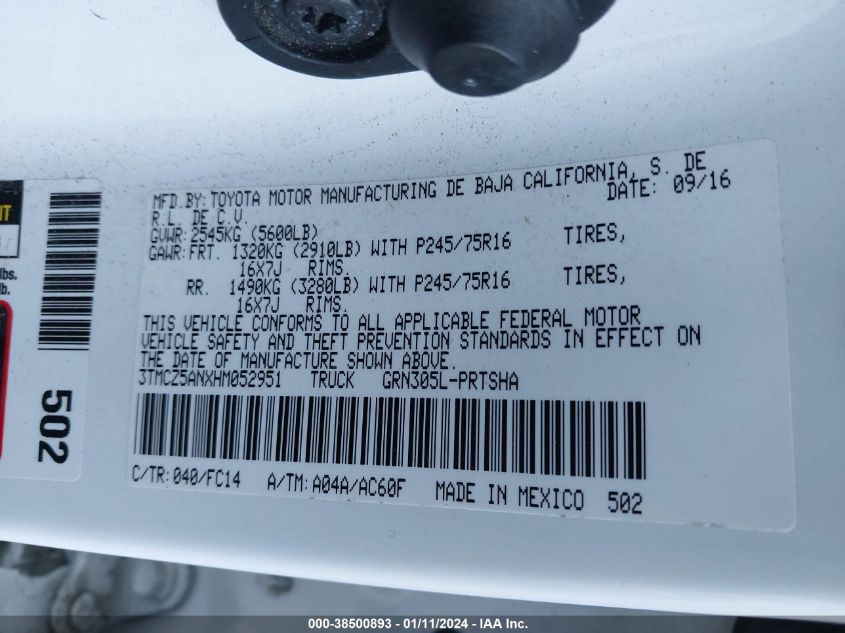 MFD.BY: TOYOTA MOTOR MANUFACTURING DE BAJA CALIFORNIA, S. DE
R.L. DE C.V. DATE: 09/16
GVWR: 2545KG (5600LB)
GAWR: FRT. 1320KG (2910LB) WITH P245/75R16 TIRES,
16X7J RIMS.
RR. 1490KG (3280LB) WITH P245/75R16 TIRES,
16X7J RIMS.
THIS VEHICLE CONFORMS TO ALL APPLICABLE FEDERAL MOTOR
VEHICLE SAFETY AND THEFT PREVENTION STANDARDS IN EFFECT ON
THE DATE OF MANUFACTURE SHOWN ABOVE.
3TMCZ5ANXHM052951 TRUCK GRN305L-PRTSHA
C/TR: 040/FC14 A/TM: A04A/AC60F MADE IN MEXICO 502
lbs.
lb.
502
000-38500893 - 01/11/2024 - IAA Inc.